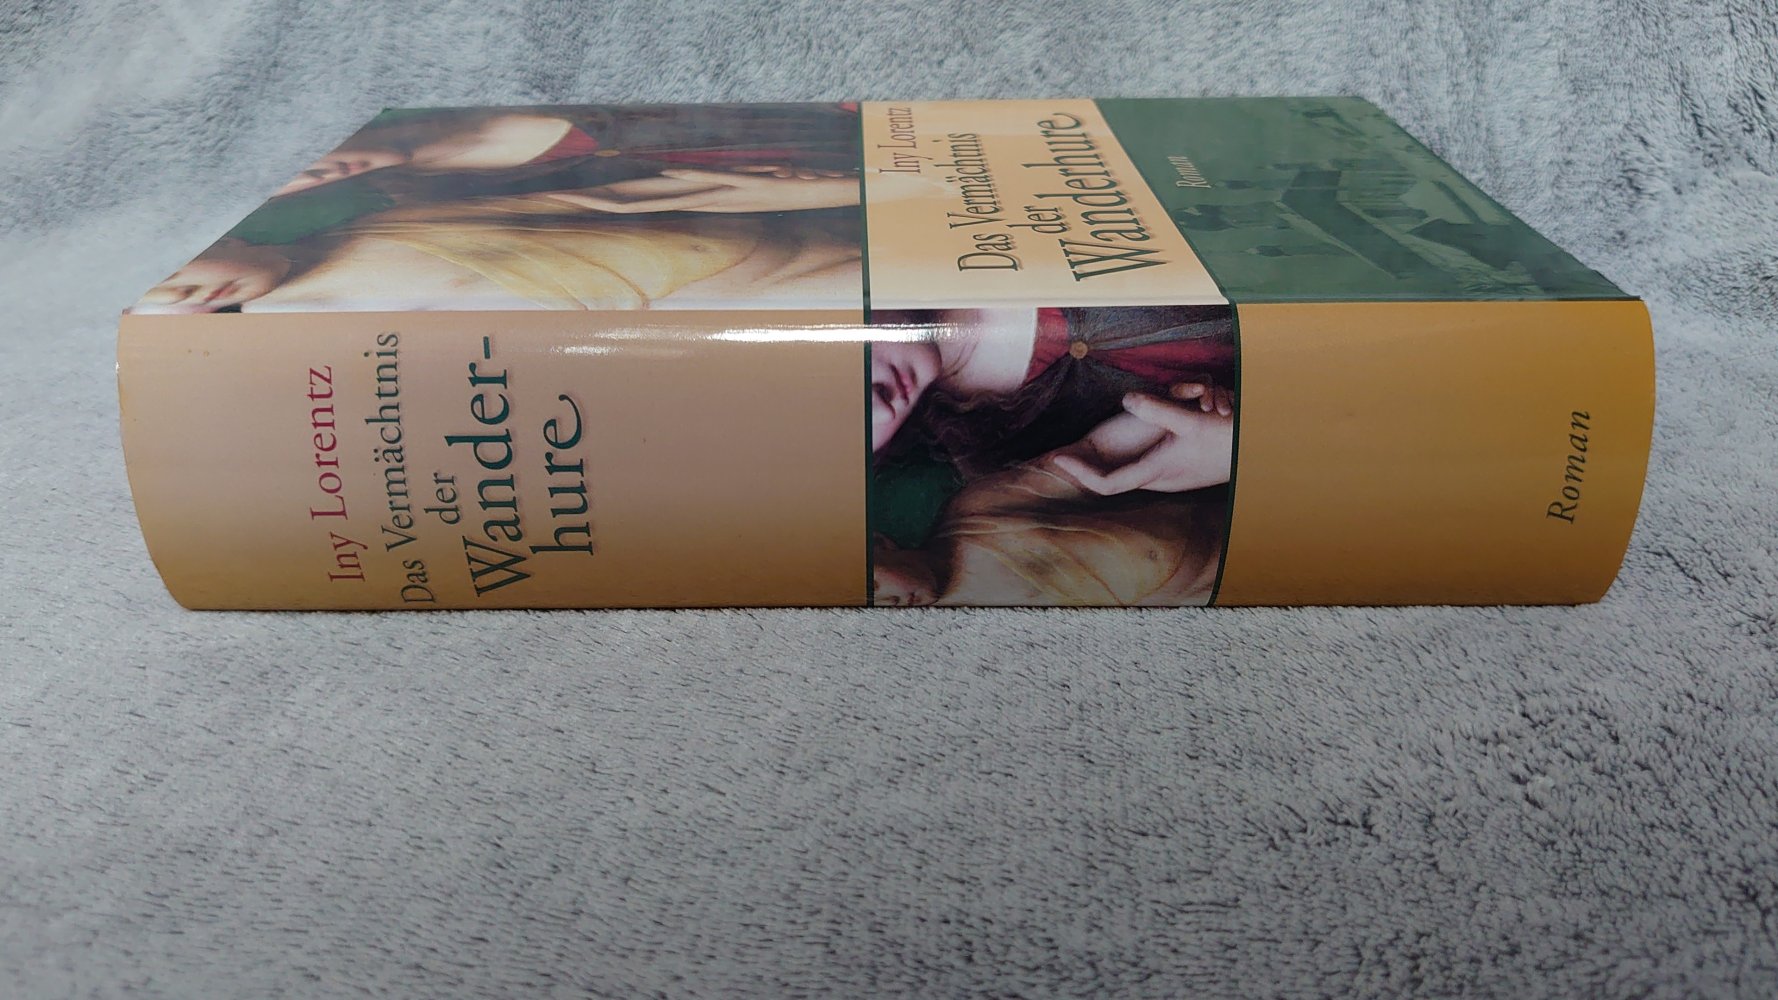 Iny Lorentz
Das Vermächtnis
der
Wanderhure
Roman
Iny Lorentz
Das Vermächtnis
der
Wander-
hure
Roman